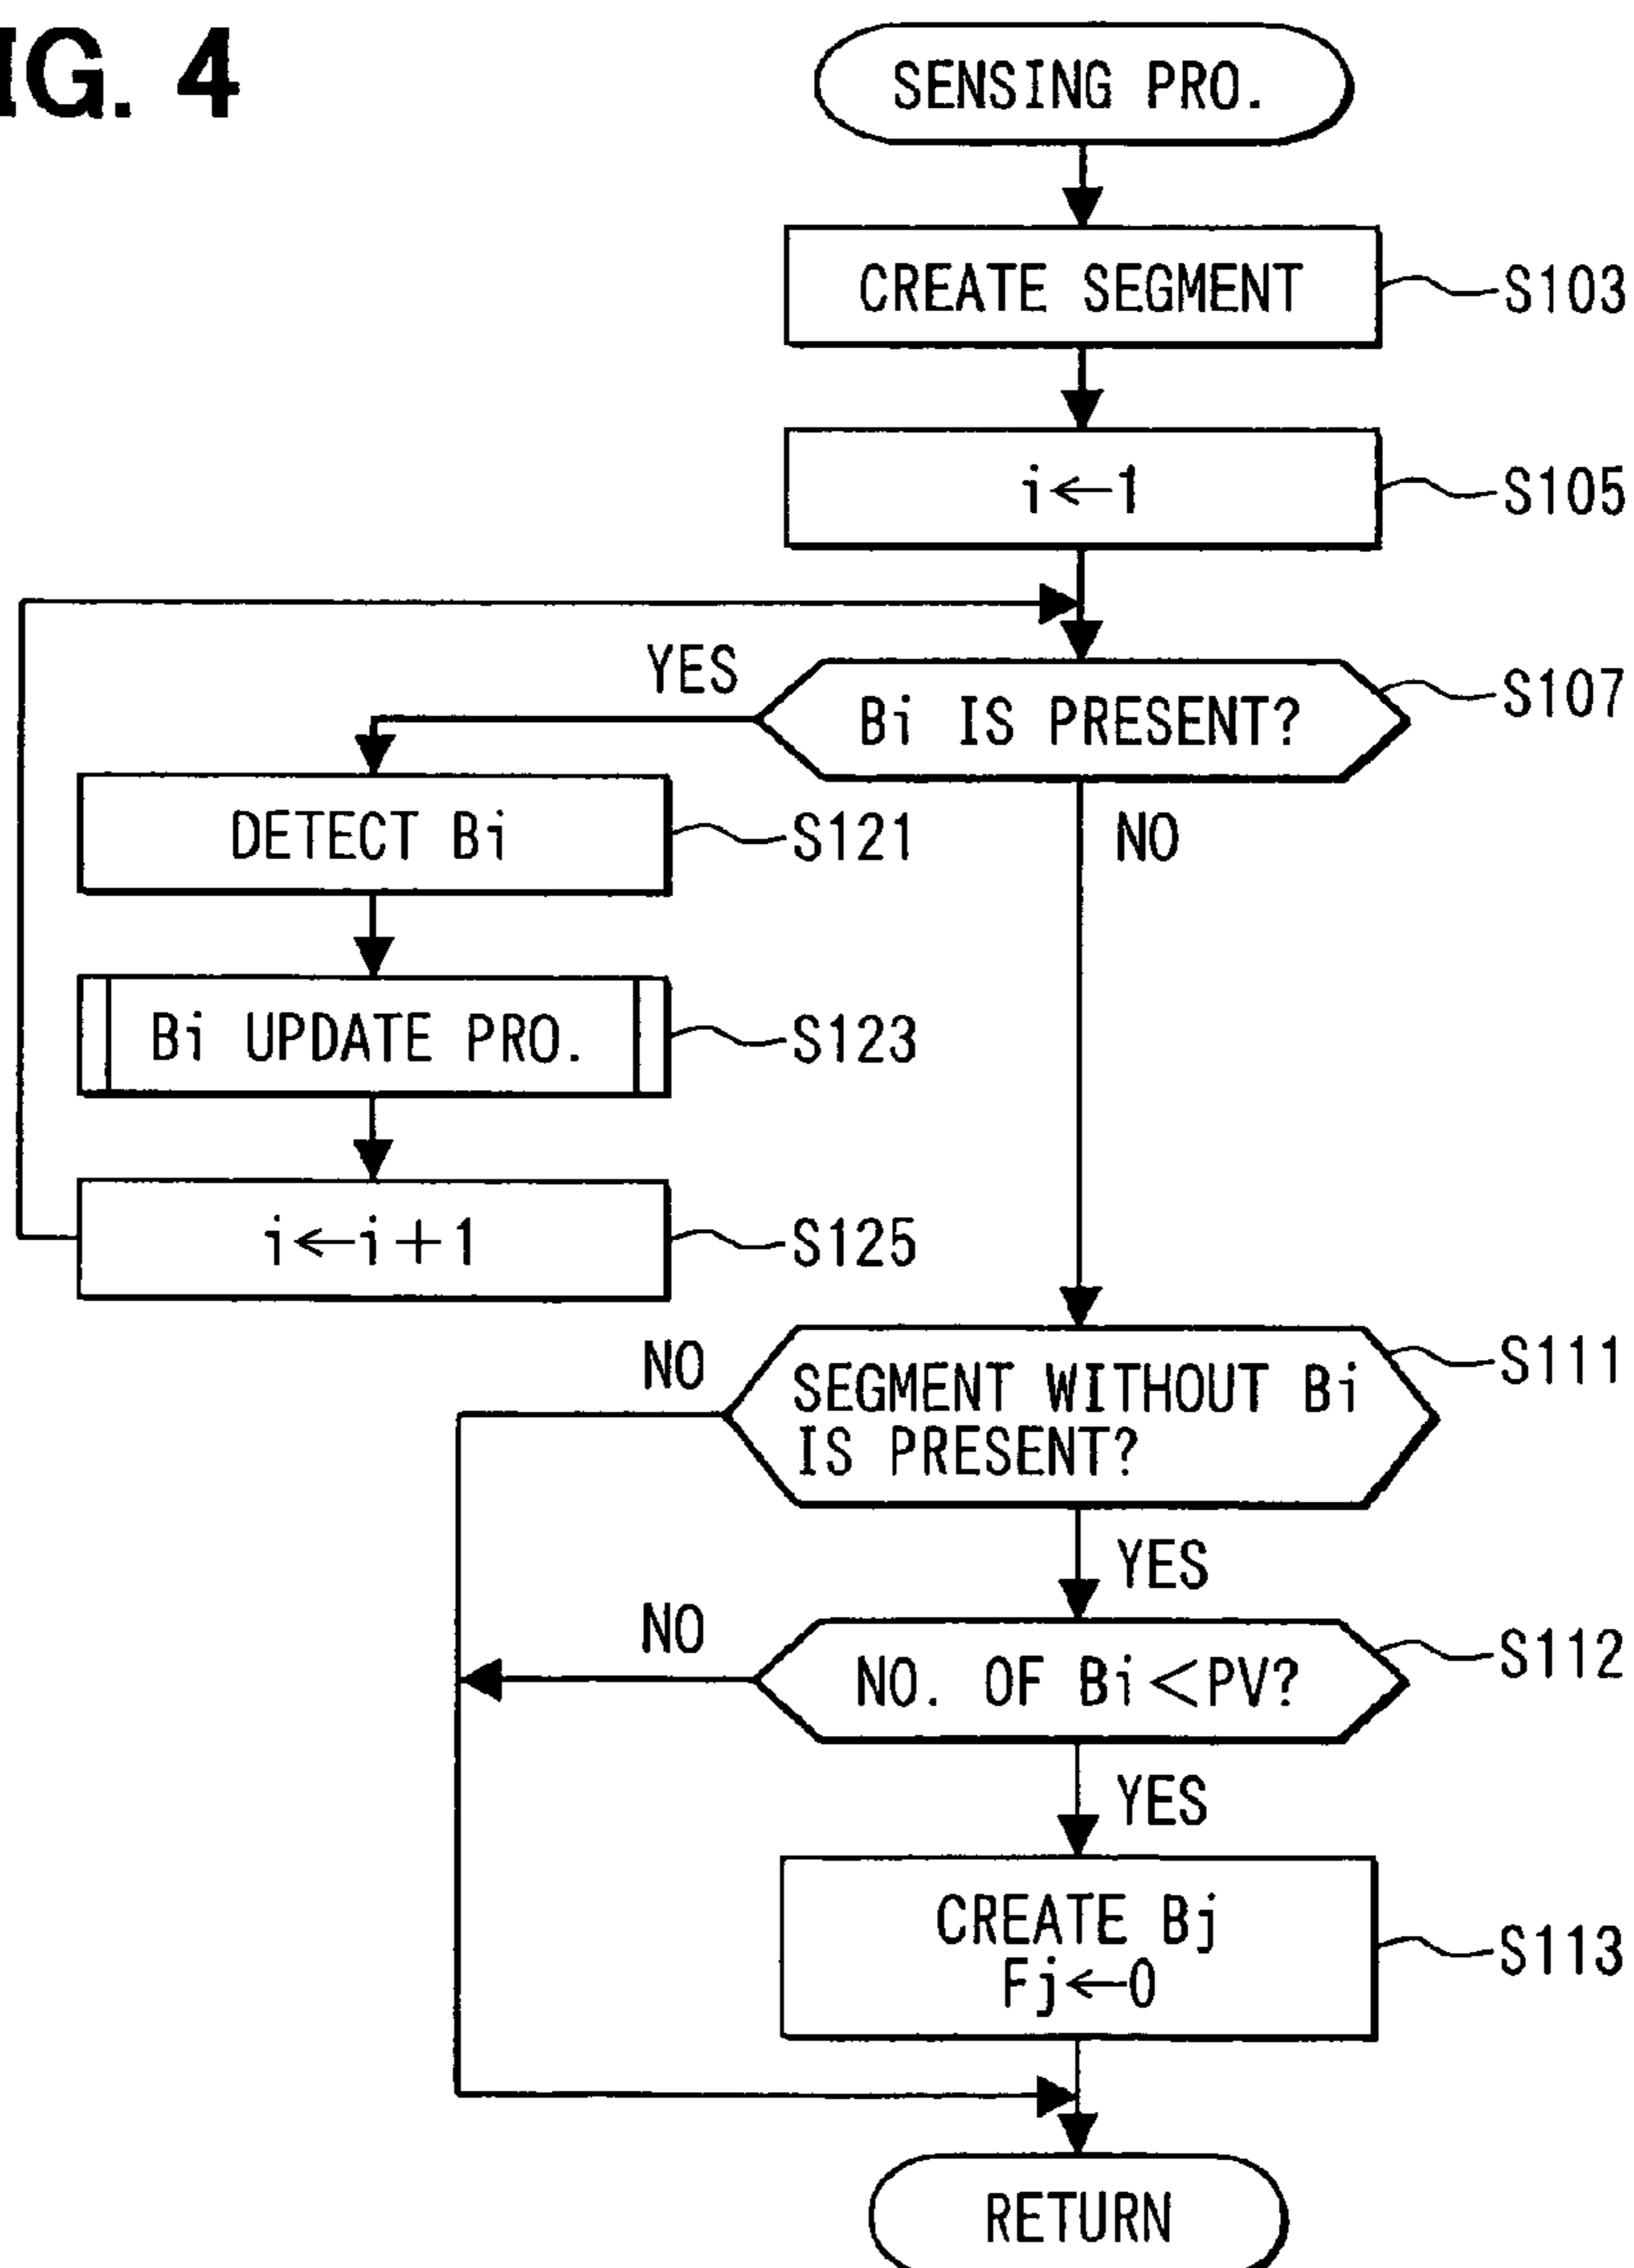 IG. 4
SENSING PRO.
CREATE SEGMENT
S103
i←1
S105
YES
Bi IS PRESENT?
S107
NO
DETECT Bi
S121
Bi UPDATE PRO.
S123
i←i+1
S125
NO
SEGMENT WITHOUT Bi
IS PRESENT?
S111
YES
NO
NO. OF Bi<PV?
S112
YES
CREATE Bj
Fj←0
S113
RETURN